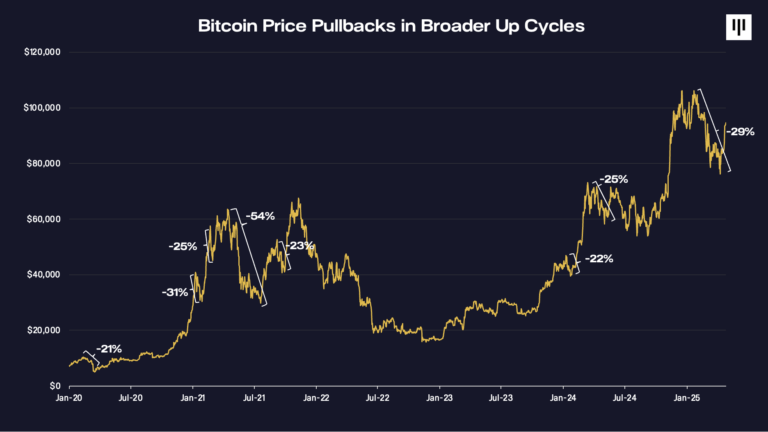 Bitcoin Price Pullbacks in Broader Up Cycles
$120,000
$100,000
$80,000
$60,000
$40,000
$20,000
$0
-21%
-31%
-25%
-54%
-23%
-22%
-25%
-29%
Jan-20
Jul-20
Jan-21
Jul-21
Jan-22
Jul-22
Jan-23
Jul-23
Jan-24
Jul-24
Jan-25